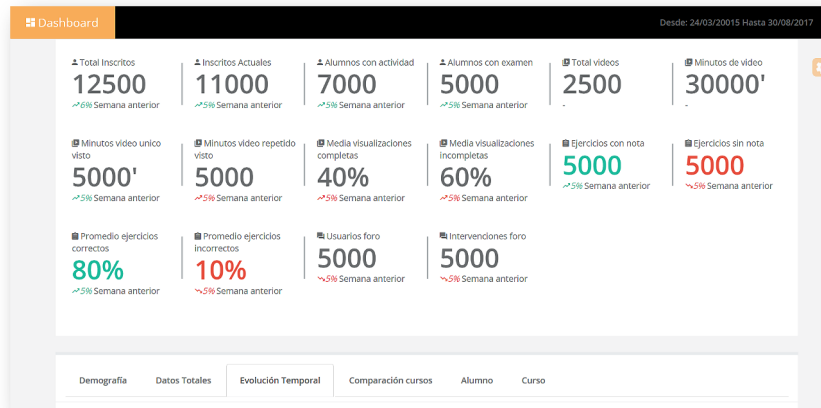 Dashboard
Desde: 24/03/20015 Hasta 30/08/2017
Total Inscritos
12500
6% Semana anterior
Inscritos Actuales
11000
5% Semana anterior
Alumnos con actividad
7000
5% Semana anterior
Alumnos con examen
5000
5% Semana anterior
Total videos
2500
-
Minutos de video
30000'
-
Minutos video unico
visto
5000'
5% Semana anterior
Minutos video repetido
visto
5000
5% Semana anterior
Media visualizaciones
completas
40%
5% Semana anterior
Media visualizaciones
incompletas
60%
5% Semana anterior
Ejercicios con nota
5000
5% Semana anterior
Ejercicios sin nota
5000
5% Semana anterior
Promedio ejercicios
correctos
80%
5% Semana anterior
Promedio ejercicios
incorrectos
10%
5% Semana anterior
Usuarios foro
5000
5% Semana anterior
Intervenciones foro
5000
5% Semana anterior
Demografía
Datos Totales
Evolución Temporal
Comparación cursos
Alumno
Curso